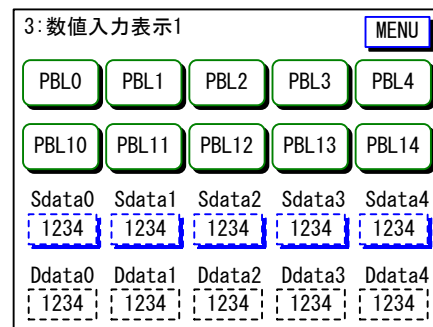 3:数値入力表示1 MENU
PBL0 PBL1 PBL2 PBL3 PBL4
PBL10 PBL11 PBL12 PBL13 PBL14
Sdata0 Sdata1 Sdata2 Sdata3 Sdata4
1234 1234 1234 1234 1234
Ddata0 Ddata1 Ddata2 Ddata3 Ddata4
1234 1234 1234 1234 1234